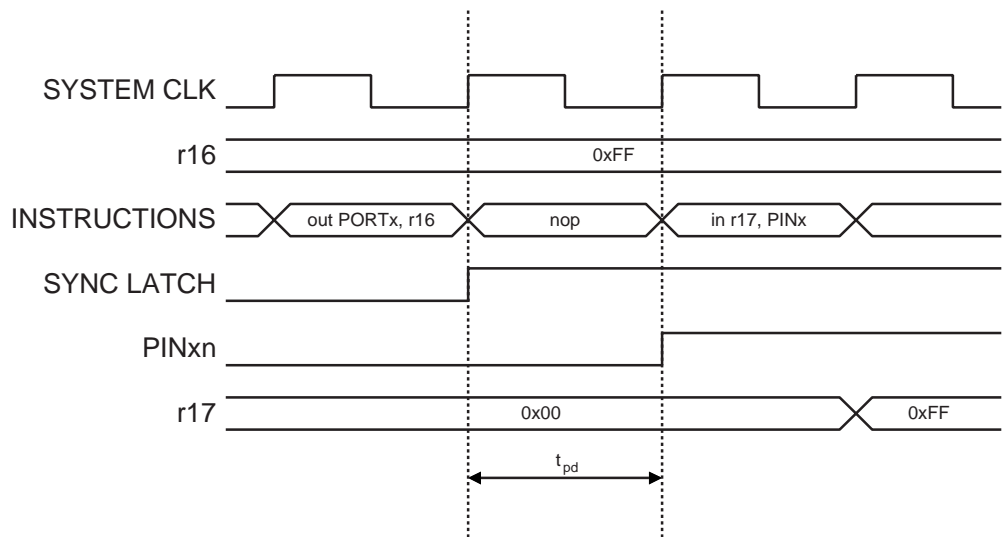 SYSTEM CLK
r16
0xFF
INSTRUCTIONS
out PORTx, r16
nop
in r17, PINx
SYNC LATCH
PINxn
r17
0x00
0xFF
tpd